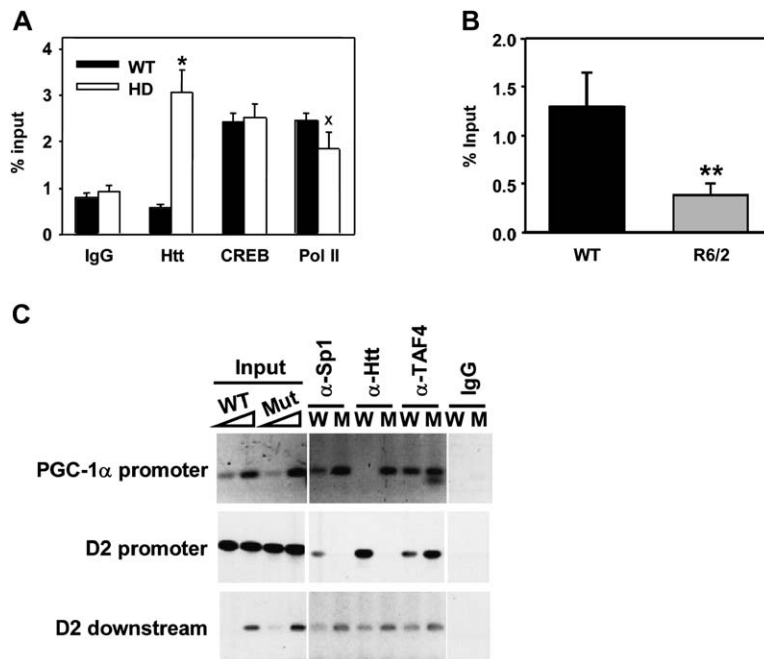 A
4
3
2
1
0
% input
WT
HD
*
x
IgG Htt CREB Pol II
B
2.0
1.5
1.0
0.5
0.0
% Input
**
WT R6/2
C
Input
WT Mut
α-Sp1 α-Htt α-TAF4 IgG
W M W M W M W M
PGC-1α promoter
D2 promoter
D2 downstream